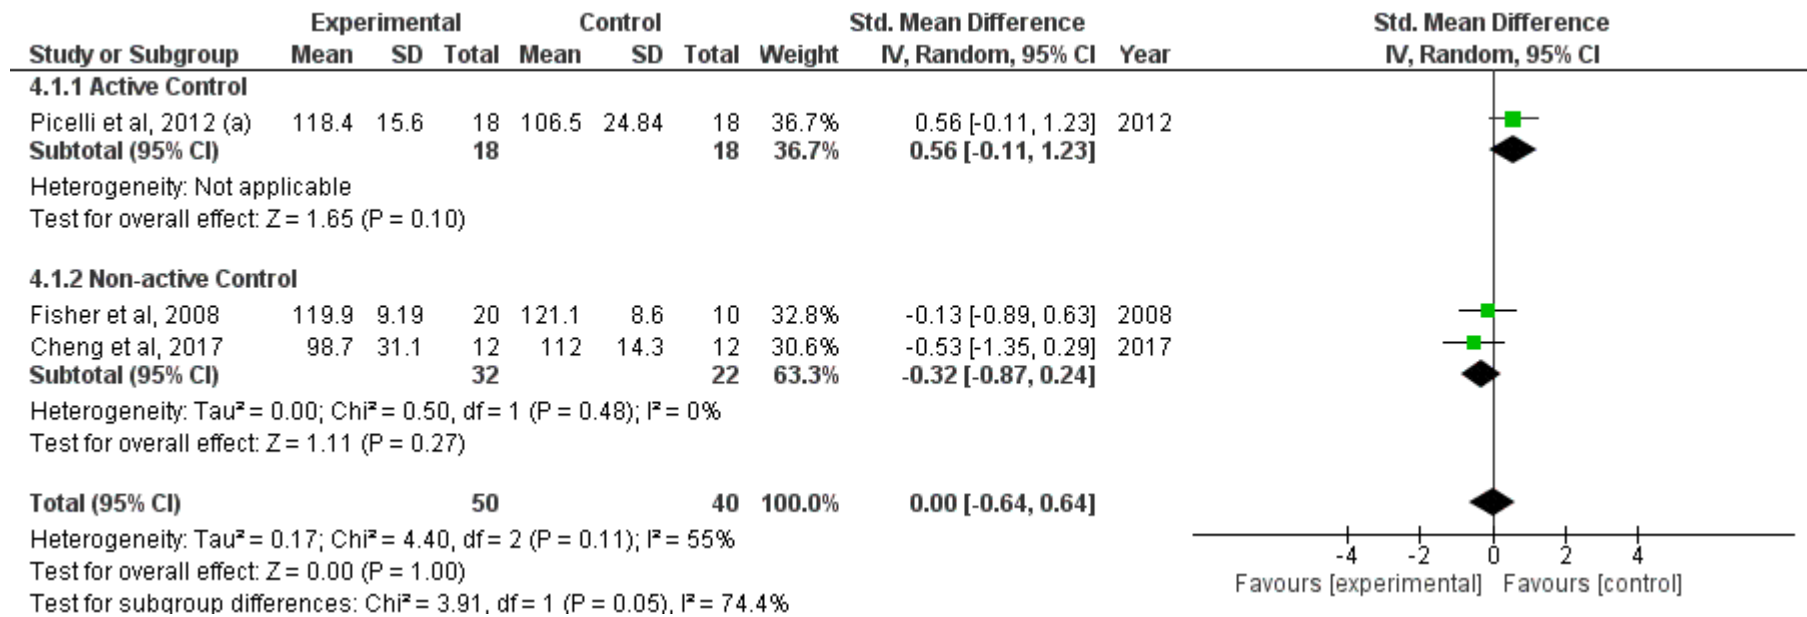 Experimental Control Std. Mean Difference Std. Mean Difference
Study or Subgroup Mean SD Total Mean SD Total Weight IV, Random, 95% CI Year IV, Random, 95% CI
4.1.1 Active Control
Picelli et al, 2012 (a) 118.4 15.6 18 106.5 24.84 18 36.7% 0.56 [-0.11, 1.23] 2012
Subtotal (95% CI) 18 18 36.7% 0.56 [-0.11, 1.23]
Heterogeneity: Not applicable
Test for overall effect: Z = 1.65 (P = 0.10)
4.1.2 Non-active Control
Fisher et al, 2008 119.9 9.19 20 121.1 8.6 10 32.8% -0.13 [-0.89, 0.63] 2008
Cheng et al, 2017 98.7 31.1 12 112 14.3 12 30.6% -0.53 [-1.35, 0.29] 2017
Subtotal (95% CI) 32 22 63.3% -0.32 [-0.87, 0.24]
Heterogeneity: Tau² = 0.00; Chi² = 0.50, df = 1 (P = 0.48); I² = 0%
Test for overall effect: Z = 1.11 (P = 0.27)
Total (95% CI) 50 40 100.0% 0.00 [-0.64, 0.64]
Heterogeneity: Tau² = 0.17; Chi² = 4.40, df = 2 (P = 0.11); I² = 55%
Test for overall effect: Z = 0.00 (P = 1.00)
Test for subgroup differences: Chi² = 3.91, df = 1 (P = 0.05), I² = 74.4%
-4 -2 0 2 4
Favours [experimental] Favours [control]